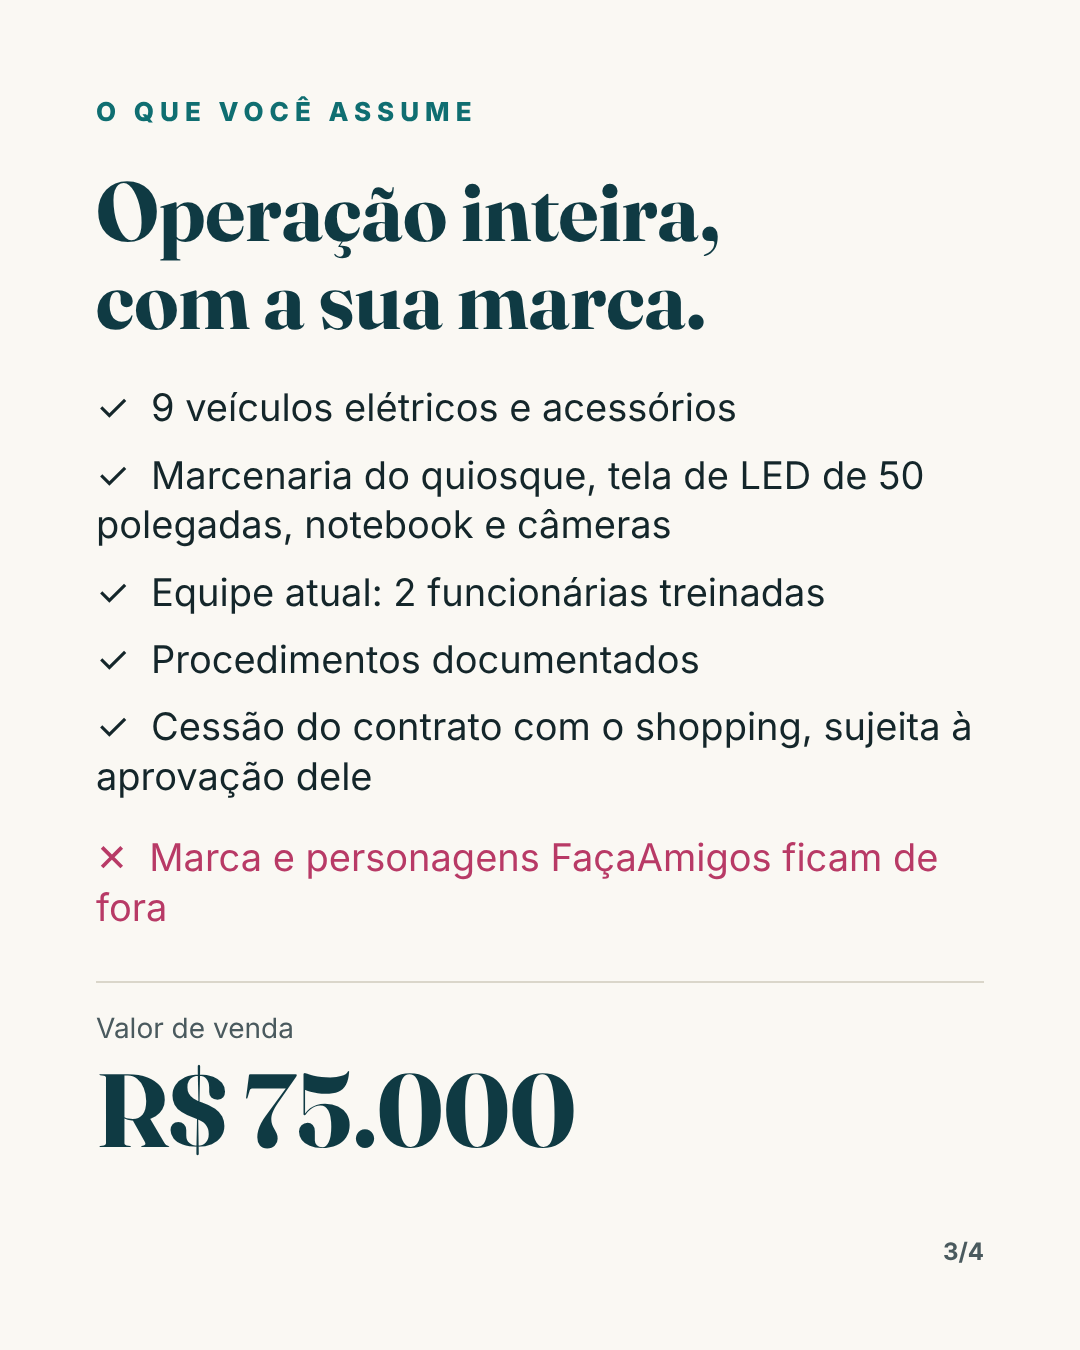 O QUE VOCÊ ASSUME
Operação inteira,
com a sua marca.
✓ 9 veículos elétricos e acessórios
✓ Marcenaria do quiosque, tela de LED de 50
polegadas, notebook e câmeras
✓ Equipe atual: 2 funcionárias treinadas
✓ Procedimentos documentados
✓ Cessão do contrato com o shopping, sujeita à
aprovação dele
✕ Marca e personagens FaçaAmigos ficam de
fora
Valor de venda
R$ 75.000
3/4